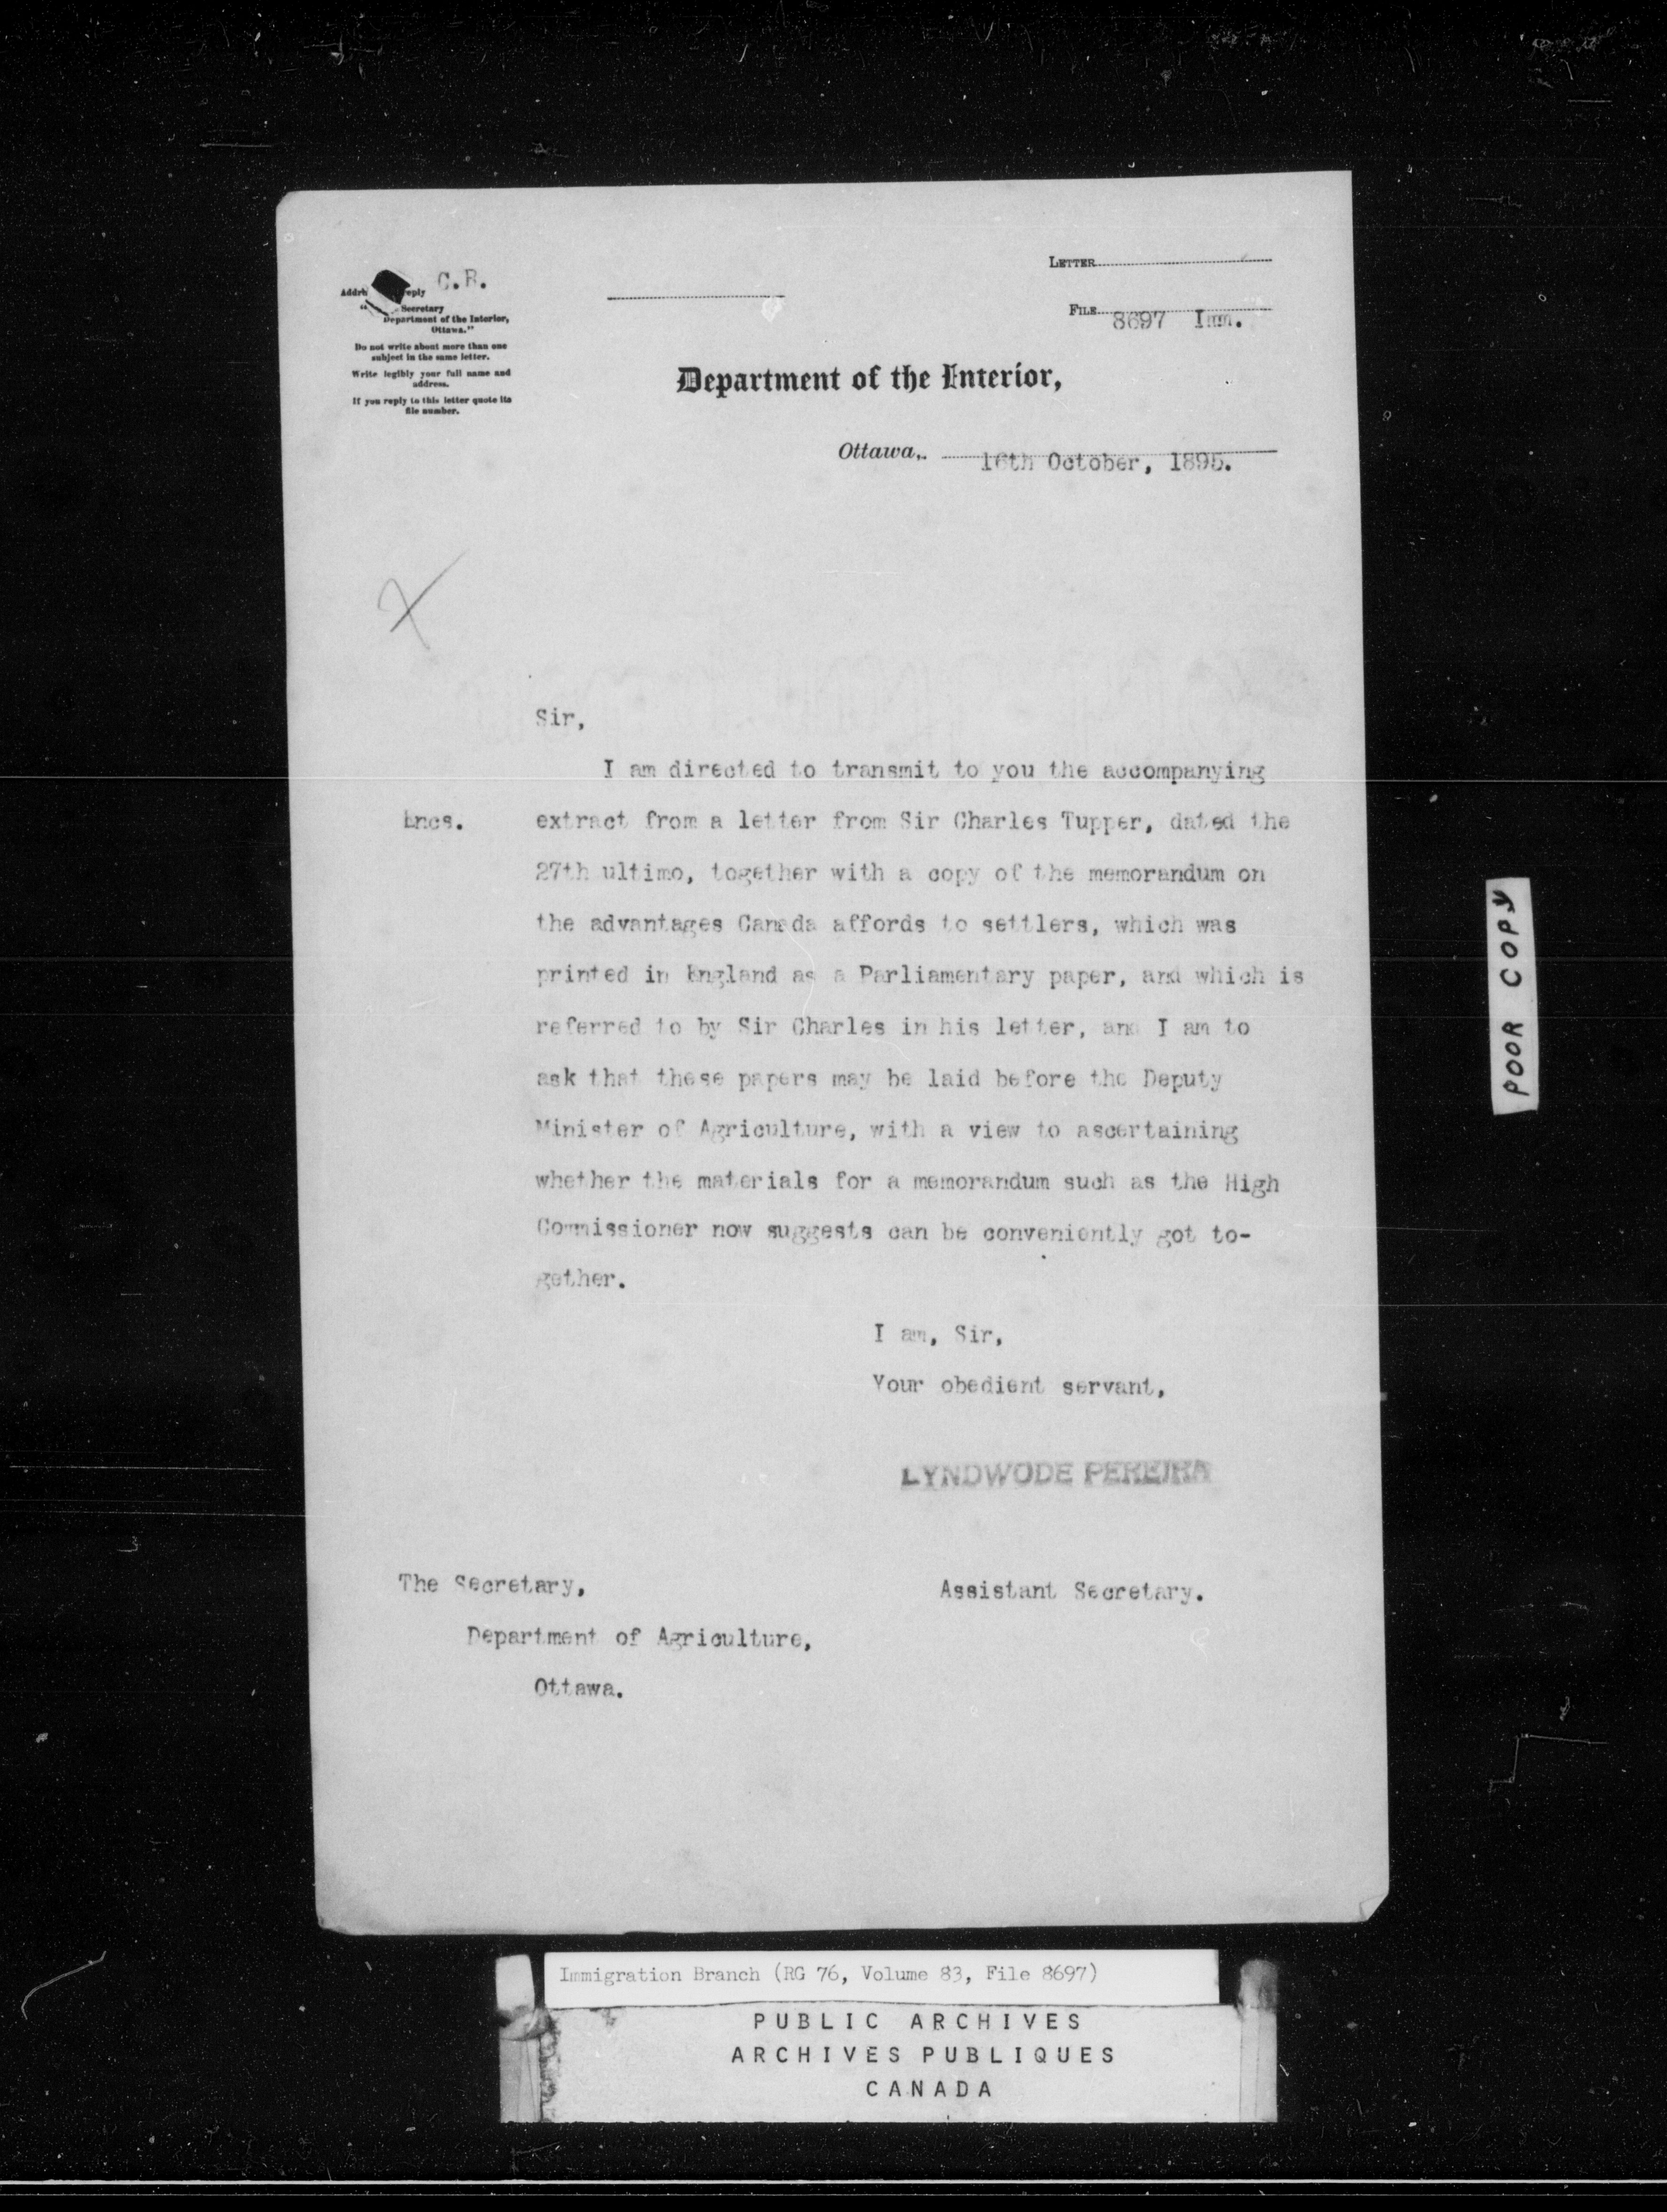 C.R.
Addre reply
" Secretary
Department of the Interior,
Ottawa."
Do not write about more than one
subject in the same letter.
Write legibly your full name and
address.
If you reply to this letter quote its
file number.
LETTER
FILE 8697 Imm.
Department of the Interior,
Ottawa, 16th October, 1895.
Sir,
I am directed to transmit to you the accompanying
Encs. extract from a letter from Sir Charles Tupper, dated the
27th ultimo, together with a copy of the memorandum on
the advantages Canada affords to settlers, which was
printed in England as a Parliamentary paper, and which is
referred to by Sir Charles in his letter, and I am to
ask that these papers may be laid before the Deputy
Minister of Agriculture, with a view to ascertaining
whether the materials for a memorandum such as the High
Commissioner now suggests can be conveniently got to-
gether.
I am, Sir,
Your obedient servant,
LYNDWODE PEREIRA
Assistant Secretary.
The Secretary,
Department of Agriculture,
Ottawa.
POOR COPY
Immigration Branch (RG 76, Volume 83, File 8697)
PUBLIC ARCHIVES
ARCHIVES PUBLIQUES
CANADA